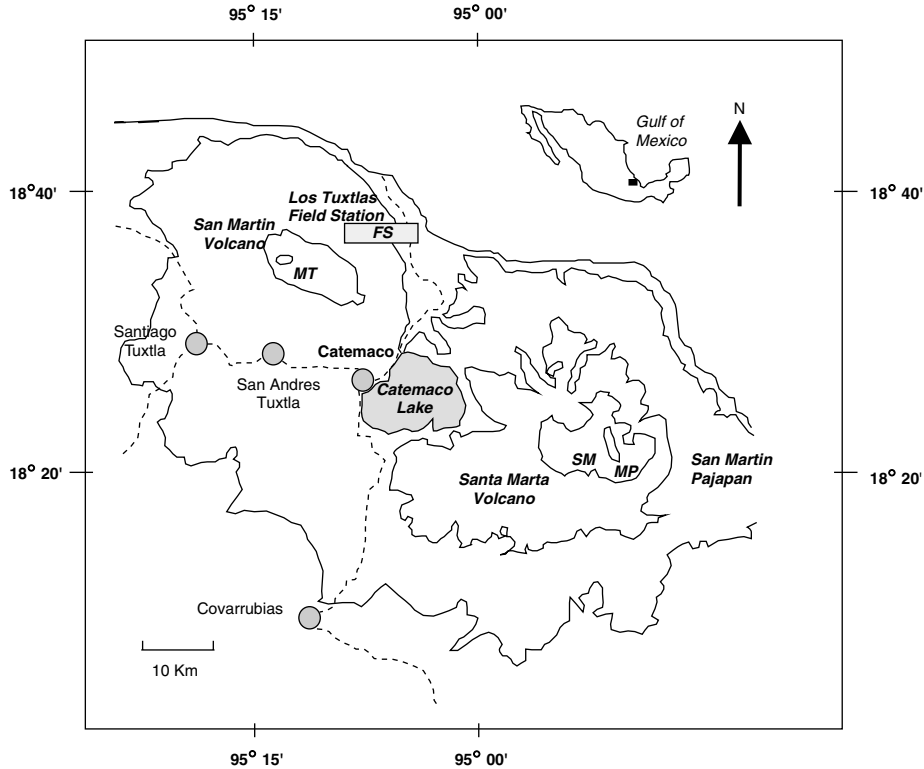 95° 15'
95° 00'
N
Gulf of
Mexico
18° 40'
18° 40'
Los Tuxtlas
Field Station
FS
San Martin
Volcano
MT
Santiago
Tuxtla
Catemaco
San Andres
Tuxtla
Catemaco
Lake
18° 20'
18° 20'
SM
MP
San Martin
Pajapan
Santa Marta
Volcano
Covarrubias
10 Km
95° 15'
95° 00'